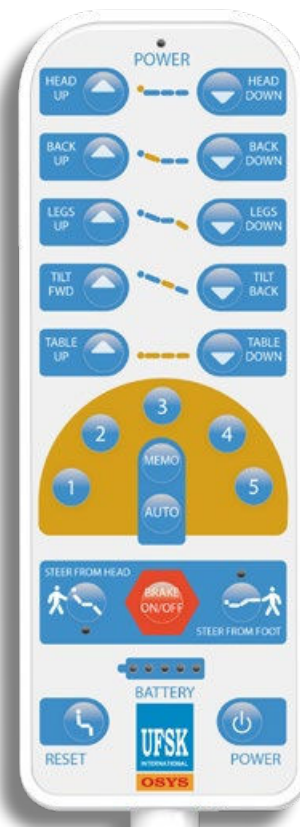 POWER
HEAD
UP
HEAD
DOWN
BACK
UP
BACK
DOWN
LEGS
UP
LEGS
DOWN
TILT
FWD
TILT
BACK
TABLE
UP
TABLE
DOWN
1
2
3
4
5
MEMO
AUTO
STEER FROM HEAD
BRAKE
ON/OFF
STEER FROM FOOT
BATTERY
RESET
UFSK
INTERNATIONAL
OSYS
POWER